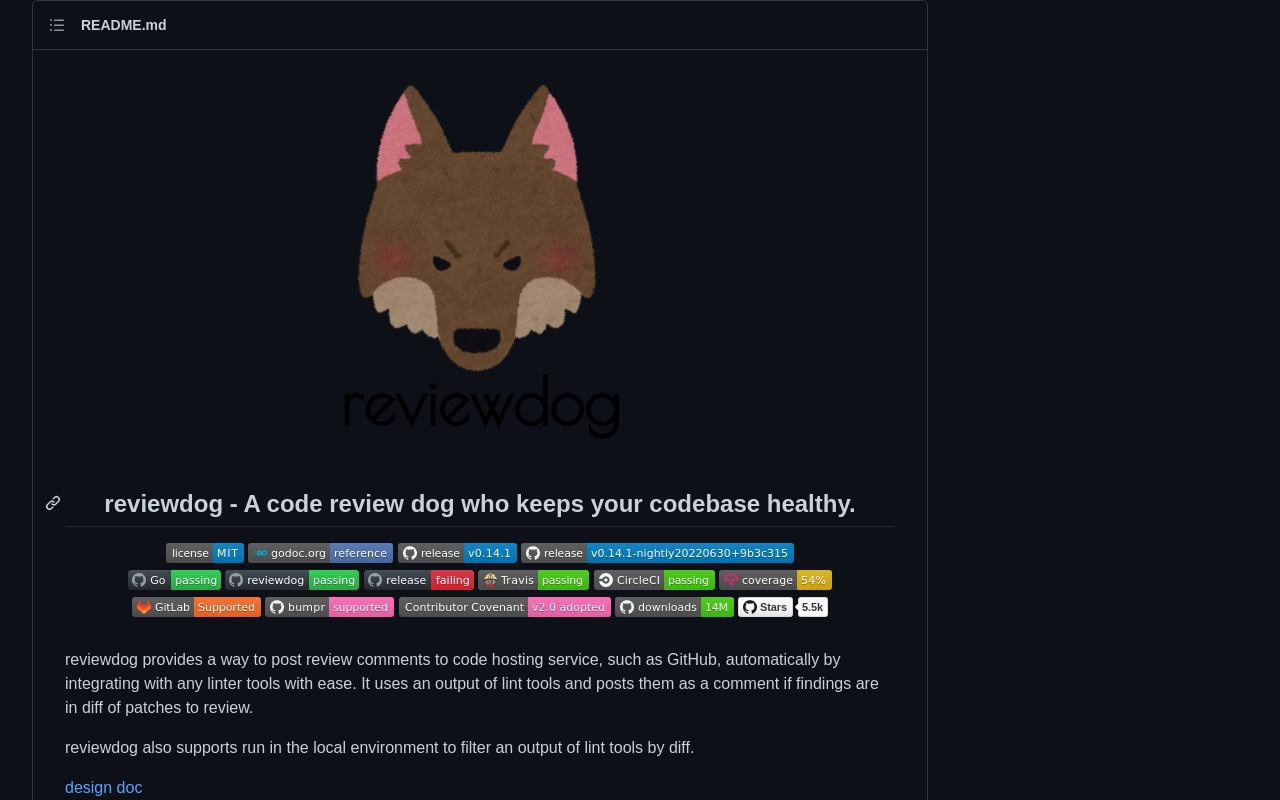 README.md
reviewdog
reviewdog - A code review dog who keeps your codebase healthy.
license MIT godoc.org reference release v0.14.1 release v0.14.1-nightly20220630+9b3c315
Go passing reviewdog passing release failing Travis passing CircleCI passing coverage 54%
GitLab Supported bumpr supported Contributor Covenant v2.0 adopted downloads 14M Stars 5.5k
reviewdog provides a way to post review comments to code hosting service, such as GitHub, automatically by
integrating with any linter tools with ease. It uses an output of lint tools and posts them as a comment if findings are
in diff of patches to review.
reviewdog also supports run in the local environment to filter an output of lint tools by diff.
design doc